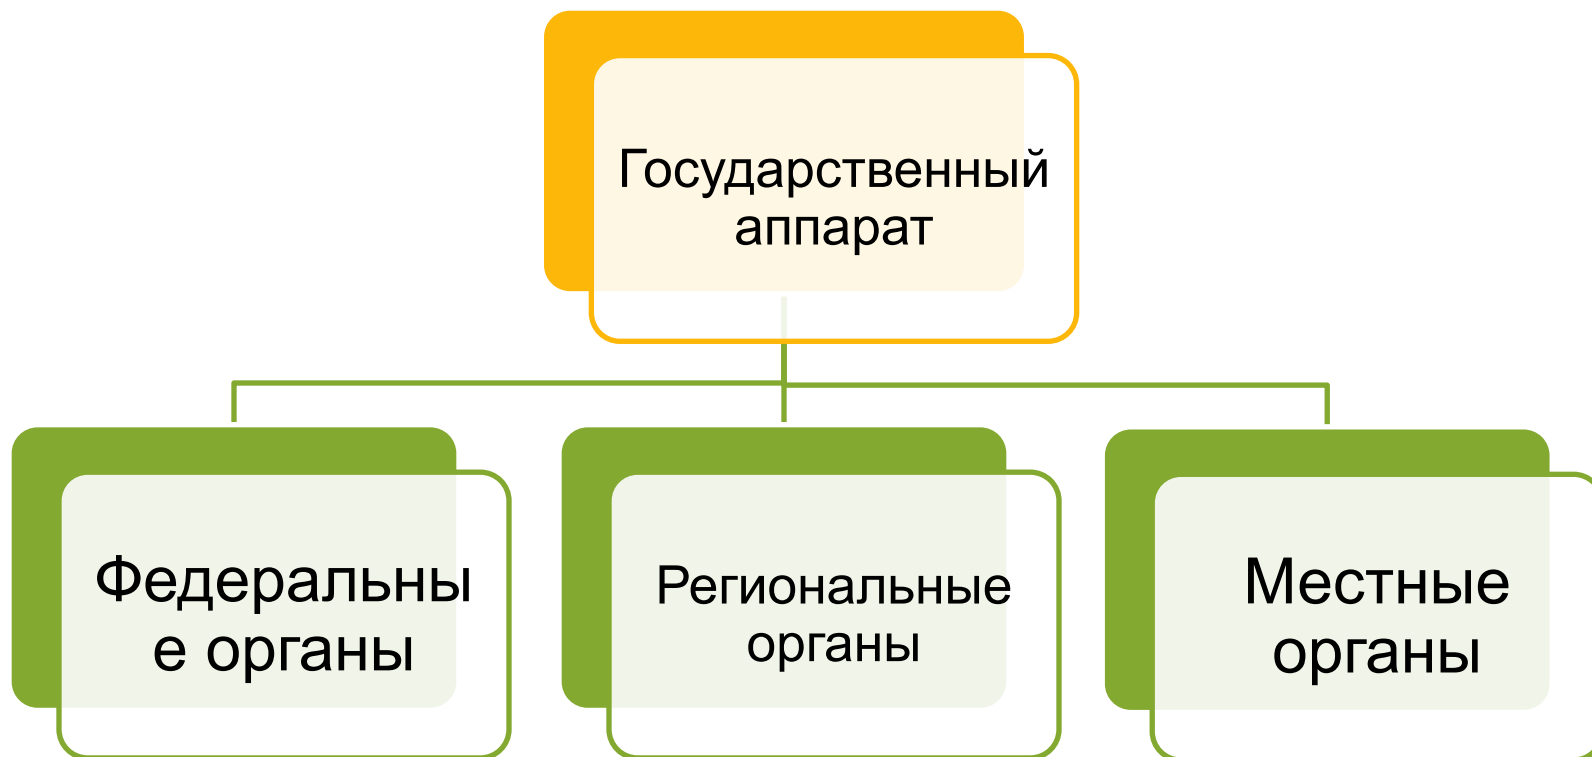 Государственный
аппарат
Федеральны
е органы
Региональные
органы
Местные
органы